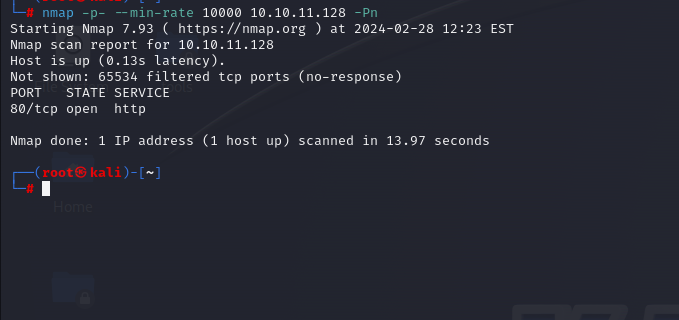 └─# nmap -p- --min-rate 10000 10.10.11.128 -Pn
Starting Nmap 7.93 ( https://nmap.org ) at 2024-02-28 12:23 EST
Nmap scan report for 10.10.11.128
Host is up (0.13s latency).
Not shown: 65534 filtered tcp ports (no-response)
PORT   STATE SERVICE
80/tcp open  http
Nmap done: 1 IP address (1 host up) scanned in 13.97 seconds
┌──(root㉿kali)-[~]
└─#
Home